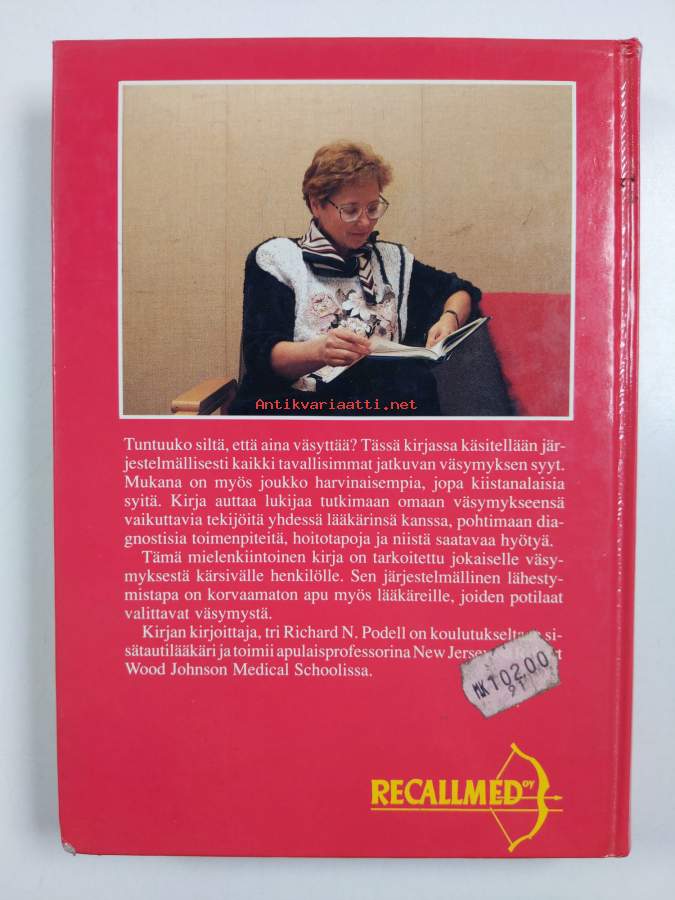 Antikvariaatti.net
Tuntuuko siltä, että aina väsyttää? Tässä kirjassa käsitellään jär-
jestelmällisesti kaikki tavallisimmat jatkuvan väsymyksen syyt.
Mukana on myös joukko harvinaisempia, jopa kiistanalaisia
syitä. Kirja auttaa lukijaa tutkimaan omaan väsymykseensä
vaikuttavia tekijöitä yhdessä lääkärinsä kanssa, pohtimaan dia-
gnostisia toimenpiteitä, hoitotapoja ja niistä saatavaa hyötyä.
Tämä mielenkiintoinen kirja on tarkoitettu jokaiselle väsy-
myksestä kärsivälle henkilölle. Sen järjestelmällinen lähesty-
mistapa on korvaamaton apu myös lääkäreille, joiden potilaat
valittavat väsymystä.
Kirjan kirjoittaja, tri Richard N. Podell on koulutukselta si-
sätautilääkäri ja toimii apulaisprofessorina New Jersey
Wood Johnson Medical Schoolissa.
MK 102.00
91
RECALLMED OY